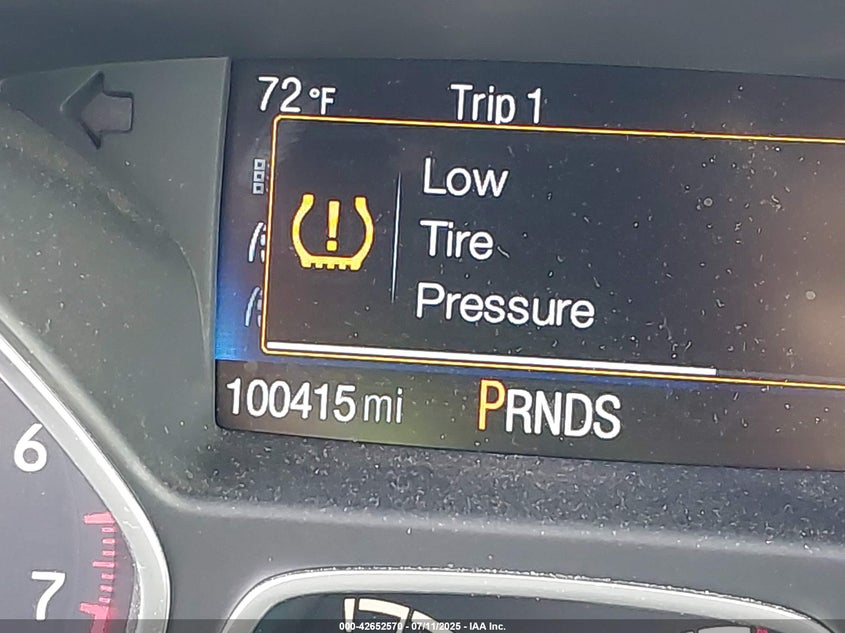 72°F Trip 1
Low
Tire
Pressure
100415 mi PRNDS
6
7
000-42652570 - 07/11/2025 - IAA Inc.